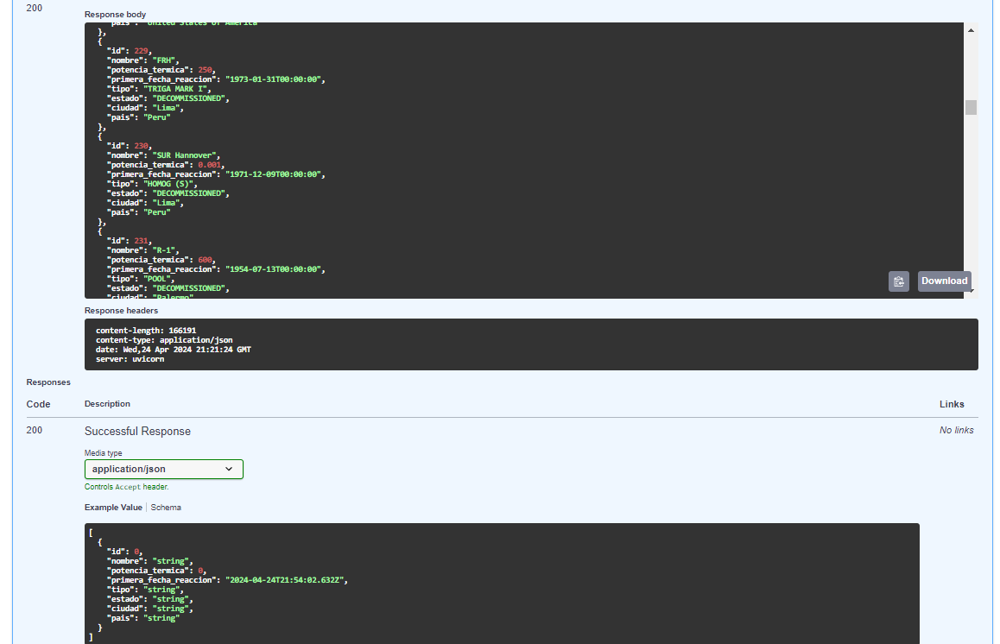 200
Response body
"pais": "United States of America"
},
{
"id": 229,
"nombre": "FRH",
"potencia_termica": 250,
"primera_fecha_reaccion": "1973-01-31T00:00:00",
"tipo": "TRIGA MARK I",
"estado": "DECOMMISSIONED",
"ciudad": "Lima",
"pais": "Peru"
},
{
"id": 230,
"nombre": "SUR Hannover",
"potencia_termica": 0.001,
"primera_fecha_reaccion": "1971-12-09T00:00:00",
"tipo": "HOMOG (S)",
"estado": "DECOMMISSIONED",
"ciudad": "Lima",
"pais": "Peru"
},
{
"id": 231,
"nombre": "R-1",
"potencia_termica": 600,
"primera_fecha_reaccion": "1954-07-13T00:00:00",
"tipo": "POOL",
"estado": "DECOMMISSIONED",
"ciudad": "Palermo"
Download
Response headers
content-length: 166191
content-type: application/json
date: Wed,24 Apr 2024 21:21:24 GMT
server: uvicorn
Responses
Code Description Links
200 Successful Response No links
Media type
application/json
Controls Accept header.
Example Value Schema
[
{
"id": 0,
"nombre": "string",
"potencia_termica": 0,
"primera_fecha_reaccion": "2024-04-24T21:54:02.632Z",
"tipo": "string",
"estado": "string",
"ciudad": "string",
"pais": "string"
}
]